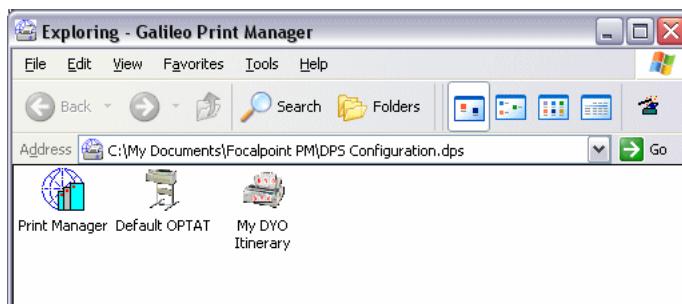 Exploring - Galileo Print Manager
File Edit View Favorites Tools Help
Back Search Folders
Address C:\My Documents\Focalpoint PM\DPS Configuration.dps Go
Print Manager Default OPTAT My DYO
Itinerary